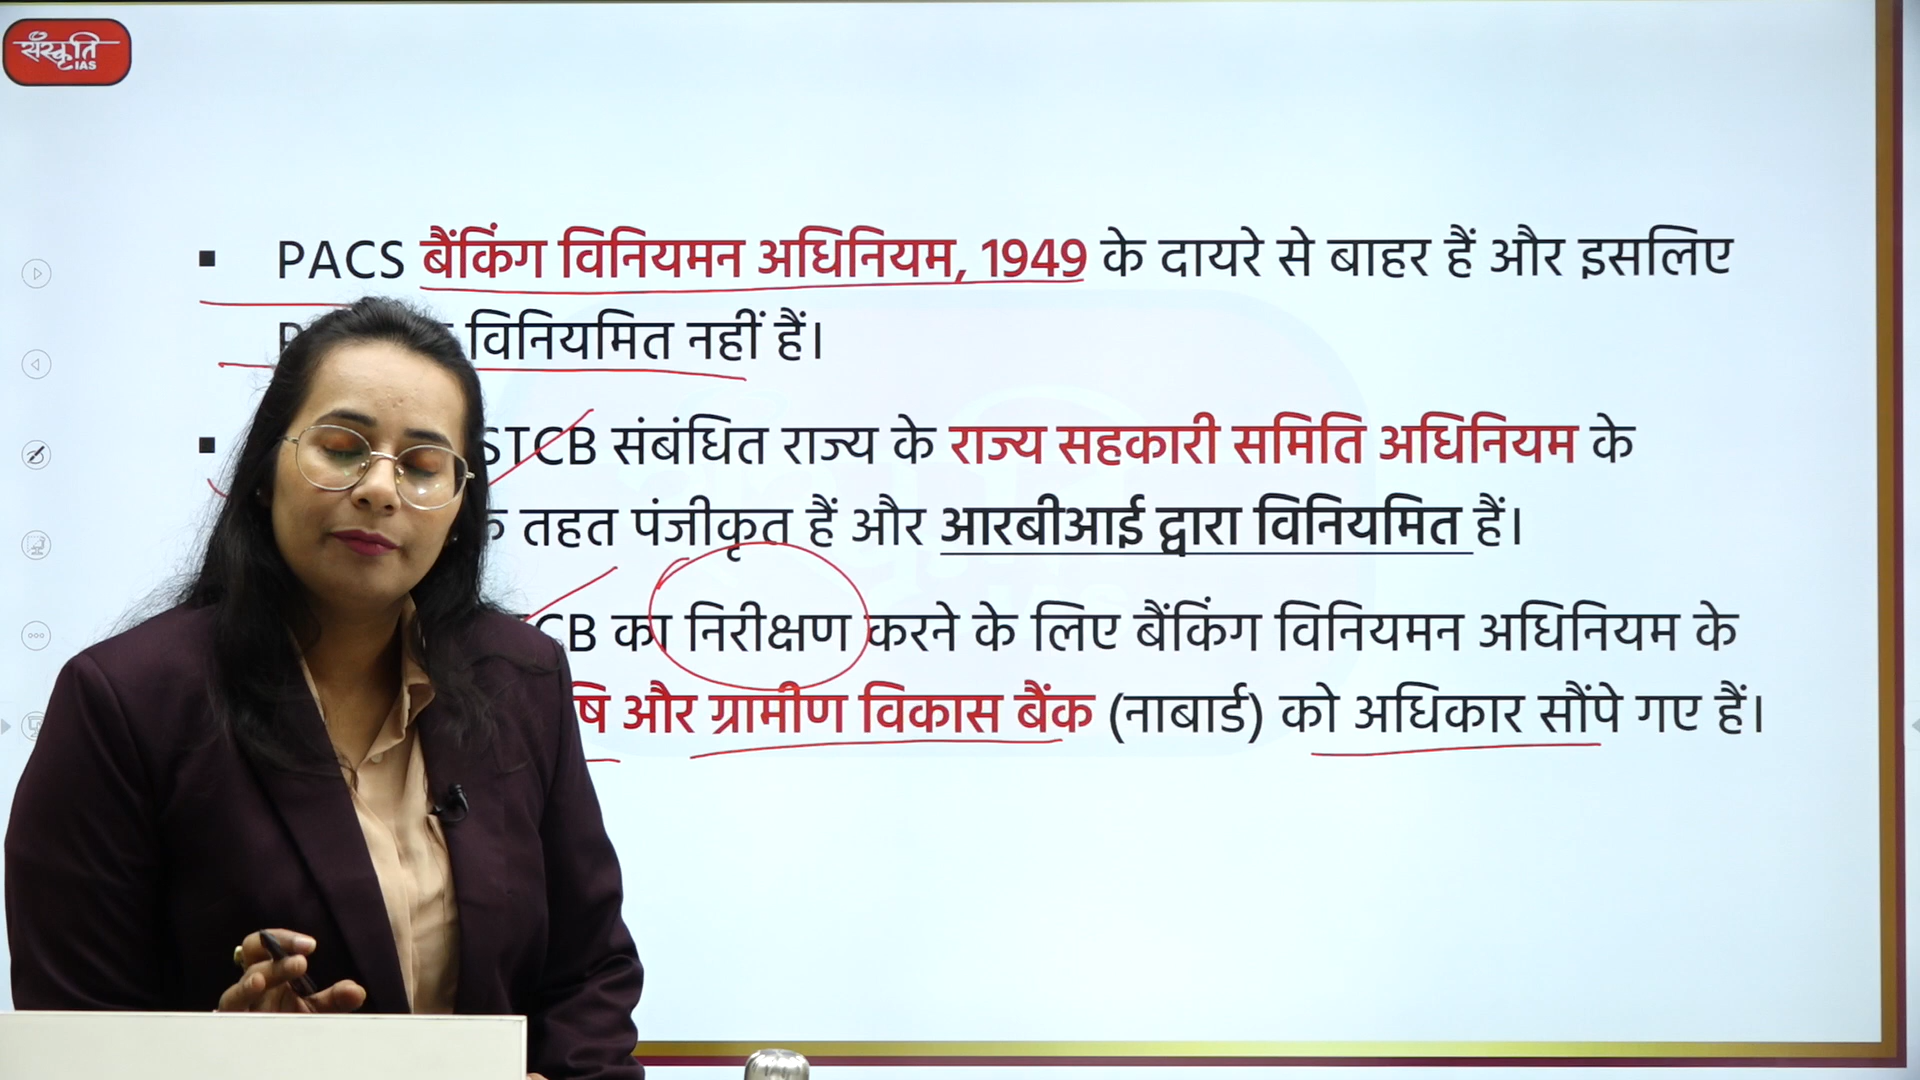 संस्कृति
IAS
PACS बैंकिंग विनियमन अधिनियम, 1949 के दायरे से बाहर हैं और इसलिए
विनियमित नहीं हैं।
STCB संबंधित राज्य के राज्य सहकारी समिति अधिनियम के
तहत पंजीकृत हैं और आरबीआई द्वारा विनियमित हैं।
CB का निरीक्षण करने के लिए बैंकिंग विनियमन अधिनियम के
और ग्रामीण विकास बैंक (नाबार्ड) को अधिकार सौंपे गए हैं।